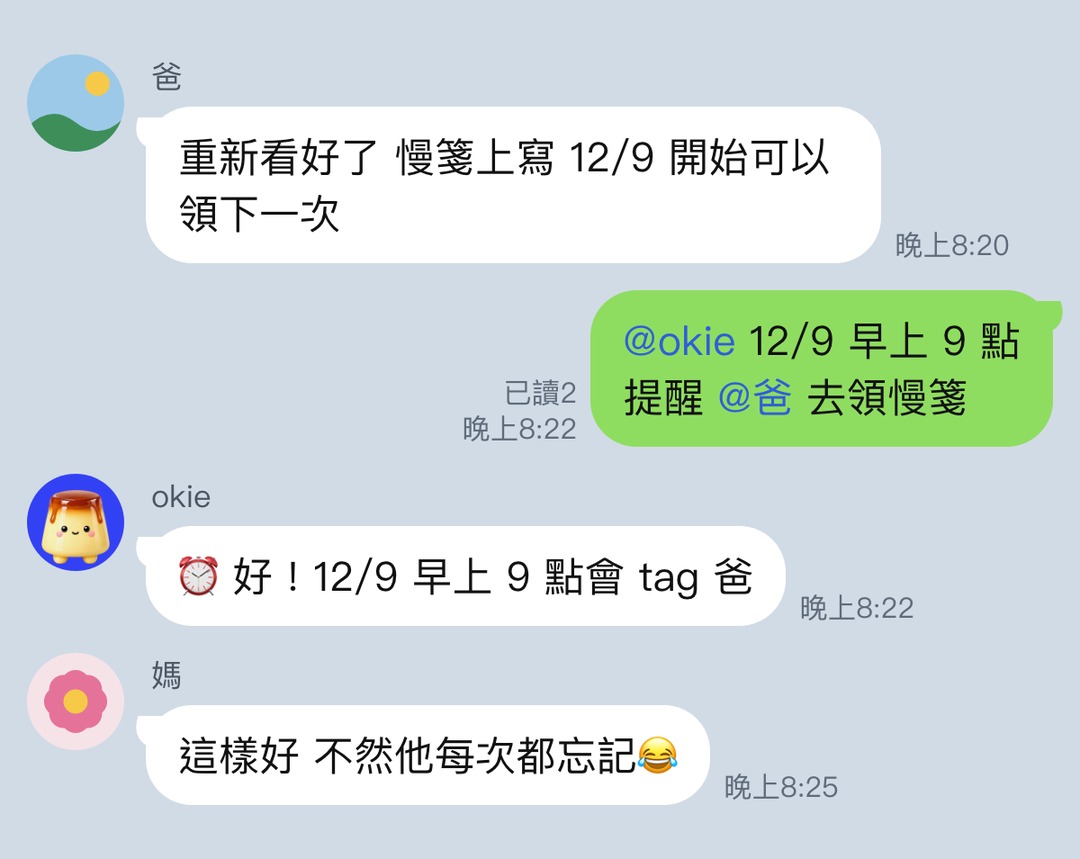 爸
重新看好了 慢箋上寫 12/9 開始可以
領下一次
晚上8:20
@okie 12/9 早上 9 點
提醒 @爸 去領慢箋
已讀2
晚上8:22
okie
⏰ 好！12/9 早上 9 點會 tag 爸
晚上8:22
媽
這樣好 不然他每次都忘記😂
晚上8:25